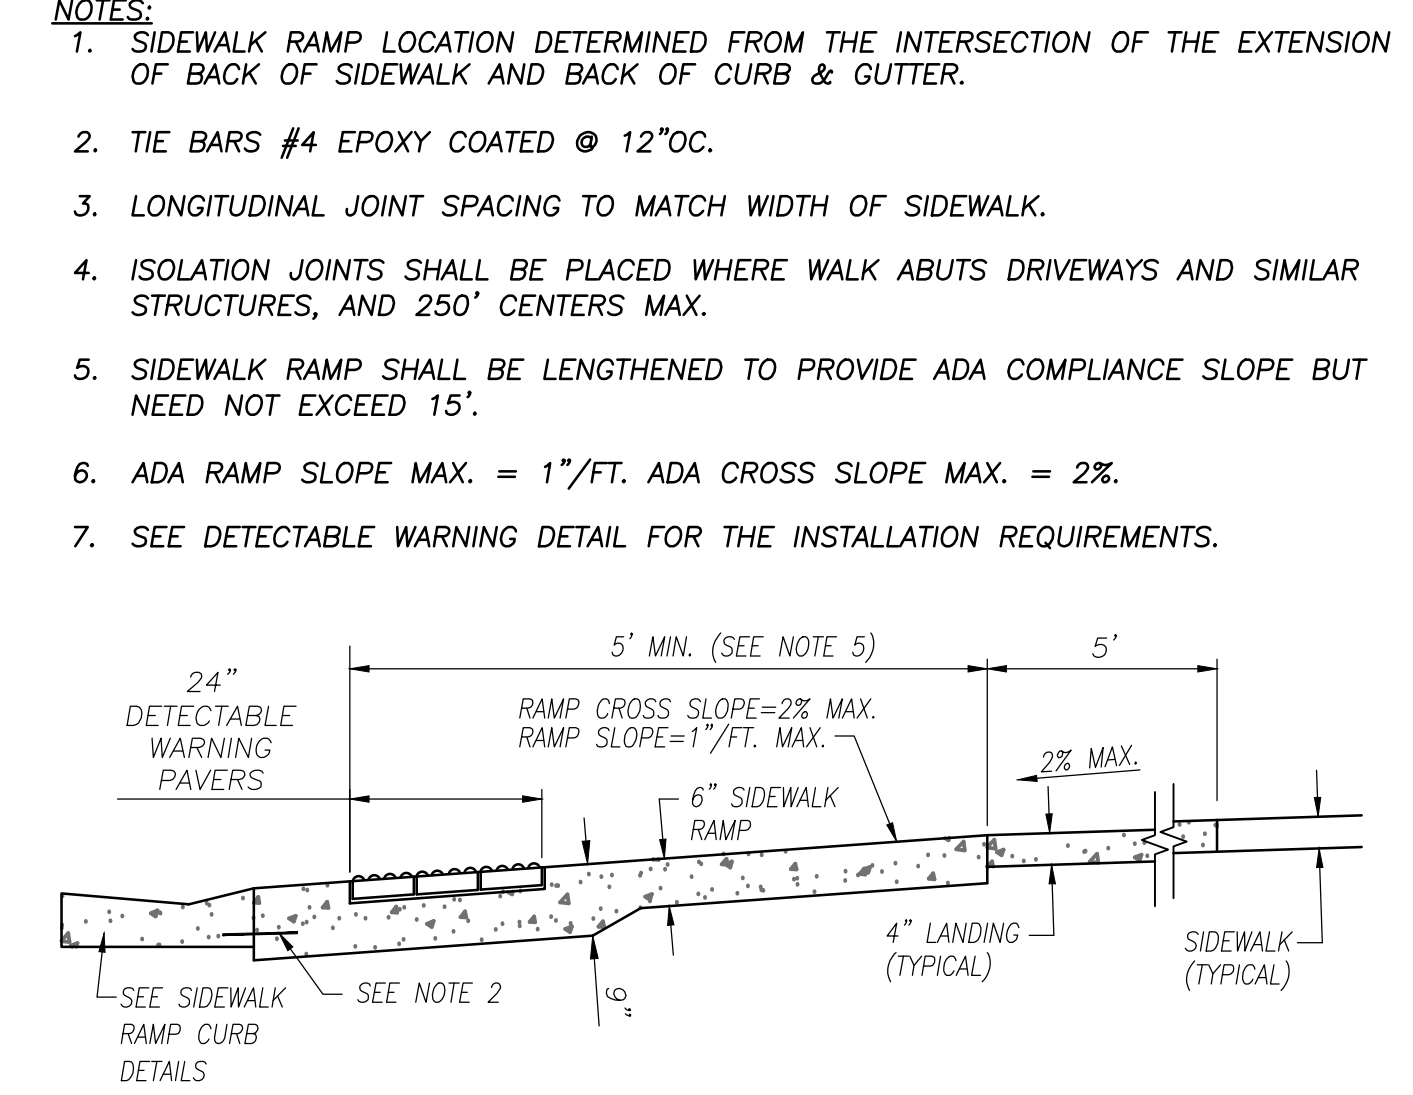 NOTES:
1. SIDEWALK RAMP LOCATION DETERMINED FROM THE INTERSECTION OF THE EXTENSION
OF BACK OF SIDEWALK AND BACK OF CURB & GUTTER.
2. TIE BARS #4 EPOXY COATED @ 12"OC.
3. LONGITUDINAL JOINT SPACING TO MATCH WIDTH OF SIDEWALK.
4. ISOLATION JOINTS SHALL BE PLACED WHERE WALK ABUTS DRIVEWAYS AND SIMILAR
STRUCTURES, AND 250' CENTERS MAX.
5. SIDEWALK RAMP SHALL BE LENGTHENED TO PROVIDE ADA COMPLIANCE SLOPE BUT
NEED NOT EXCEED 15'.
6. ADA RAMP SLOPE MAX. = 1"/FT. ADA CROSS SLOPE MAX. = 2%.
7. SEE DETECTABLE WARNING DETAIL FOR THE INSTALLATION REQUIREMENTS.
5' MIN. (SEE NOTE 5)
5'
24"
DETECTABLE
WARNING
PAVERS
RAMP CROSS SLOPE=2% MAX.
RAMP SLOPE=1"/FT. MAX.
2% MAX.
6" SIDEWALK
RAMP
4" LANDING
(TYPICAL)
SIDEWALK
(TYPICAL)
SEE SIDEWALK
RAMP CURB
DETAILS
SEE NOTE 2
9"